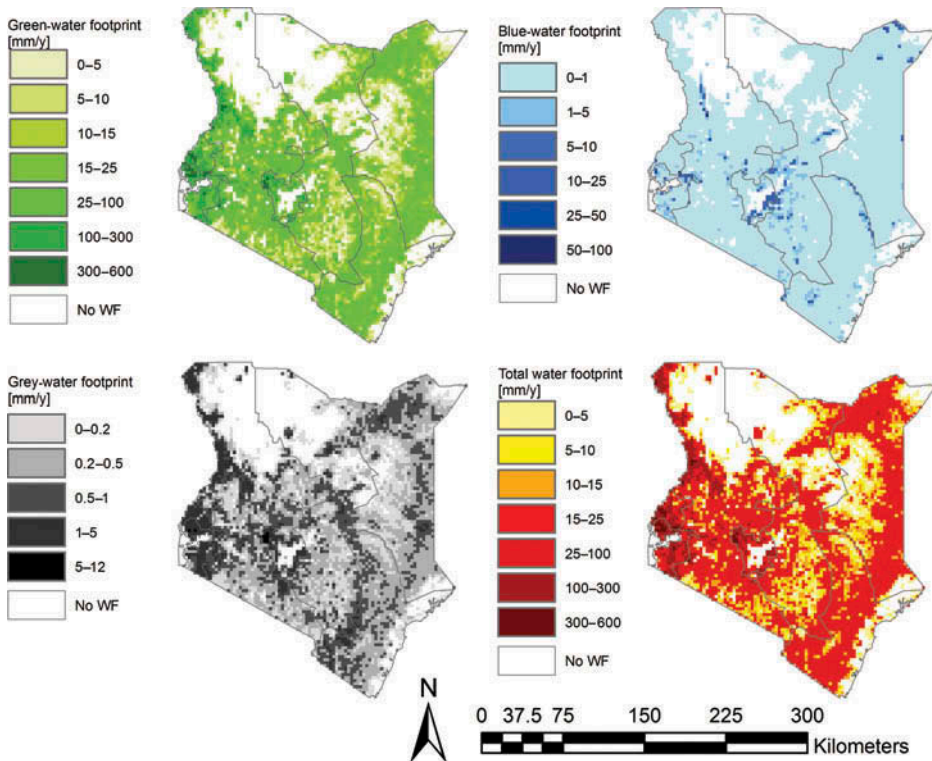 Green-water footprint
[mm/y]
0–5
5–10
10–15
15–25
25–100
100–300
300–600
No WF
Blue-water footprint
[mm/y]
0–1
1–5
5–10
10–25
25–50
50–100
No WF
Grey-water footprint
[mm/y]
0–0.2
0.2–0.5
0.5–1
1–5
5–12
No WF
Total water footprint
[mm/y]
0–5
5–10
10–15
15–25
25–100
100–300
300–600
No WF
N
0 37.5 75 150 225 300
Kilometers